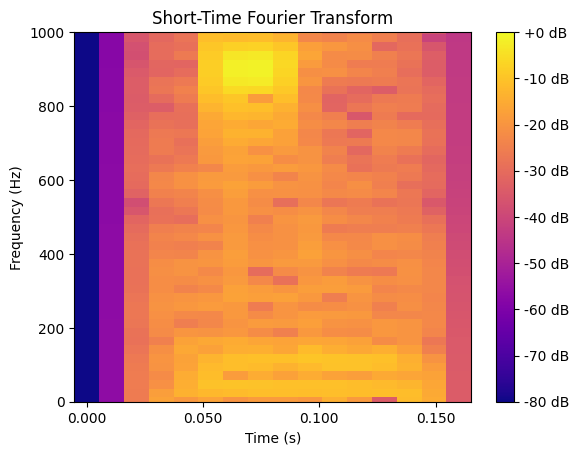 Short-Time Fourier Transform
1000
800
600
400
200
0
Frequency (Hz)
0.000
0.050
0.100
0.150
Time (s)
+0 dB
-10 dB
-20 dB
-30 dB
-40 dB
-50 dB
-60 dB
-70 dB
-80 dB